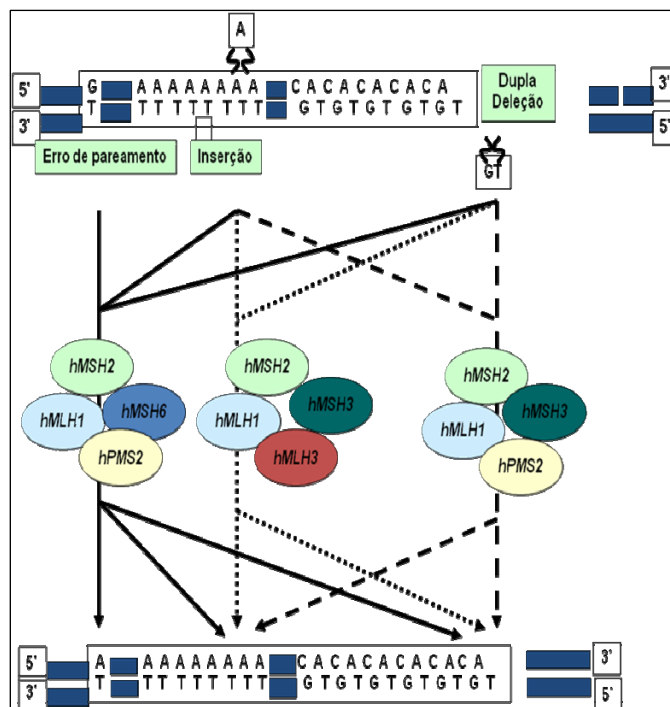 A
5' G A A A A A A A A C A C A C A C A C A Dupla 3'
3' T T T T T T T T T G T G T G T G T G T Deleção 5'
Erro de pareamento Inserção
GT
hMSH2 hMSH2 hMSH2
hMLH1 hMSH6 hMLH1 hMSH3 hMLH1 hMSH3
hPMS2 hMLH3 hPMS2
5' A A A A A A A A A C A C A C A C A C A C A 3'
3' T T T T T T T T T G T G T G T G T G T G T 5'